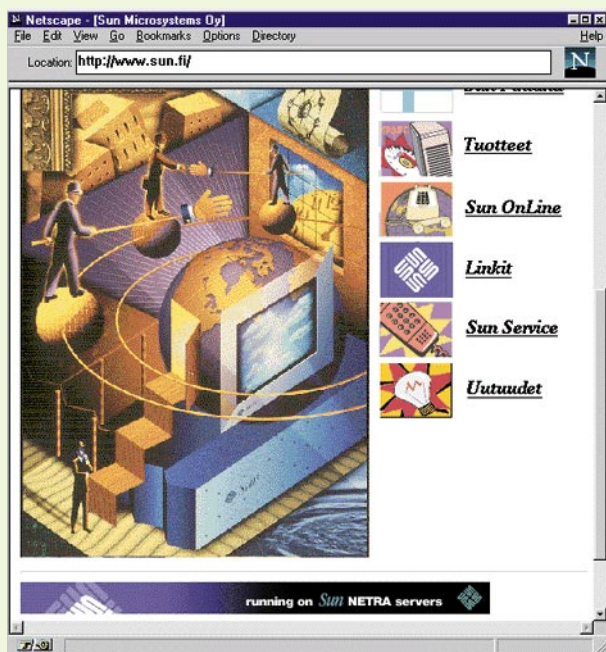 Netscape - [Sun Microsystems Oy]
File Edit View Go Bookmarks Options Directory Help
Location: http://www.sun.fi/
N
Tuotteet
Sun OnLine
Linkit
Sun Service
Uutuudet
running on Sun NETRA servers